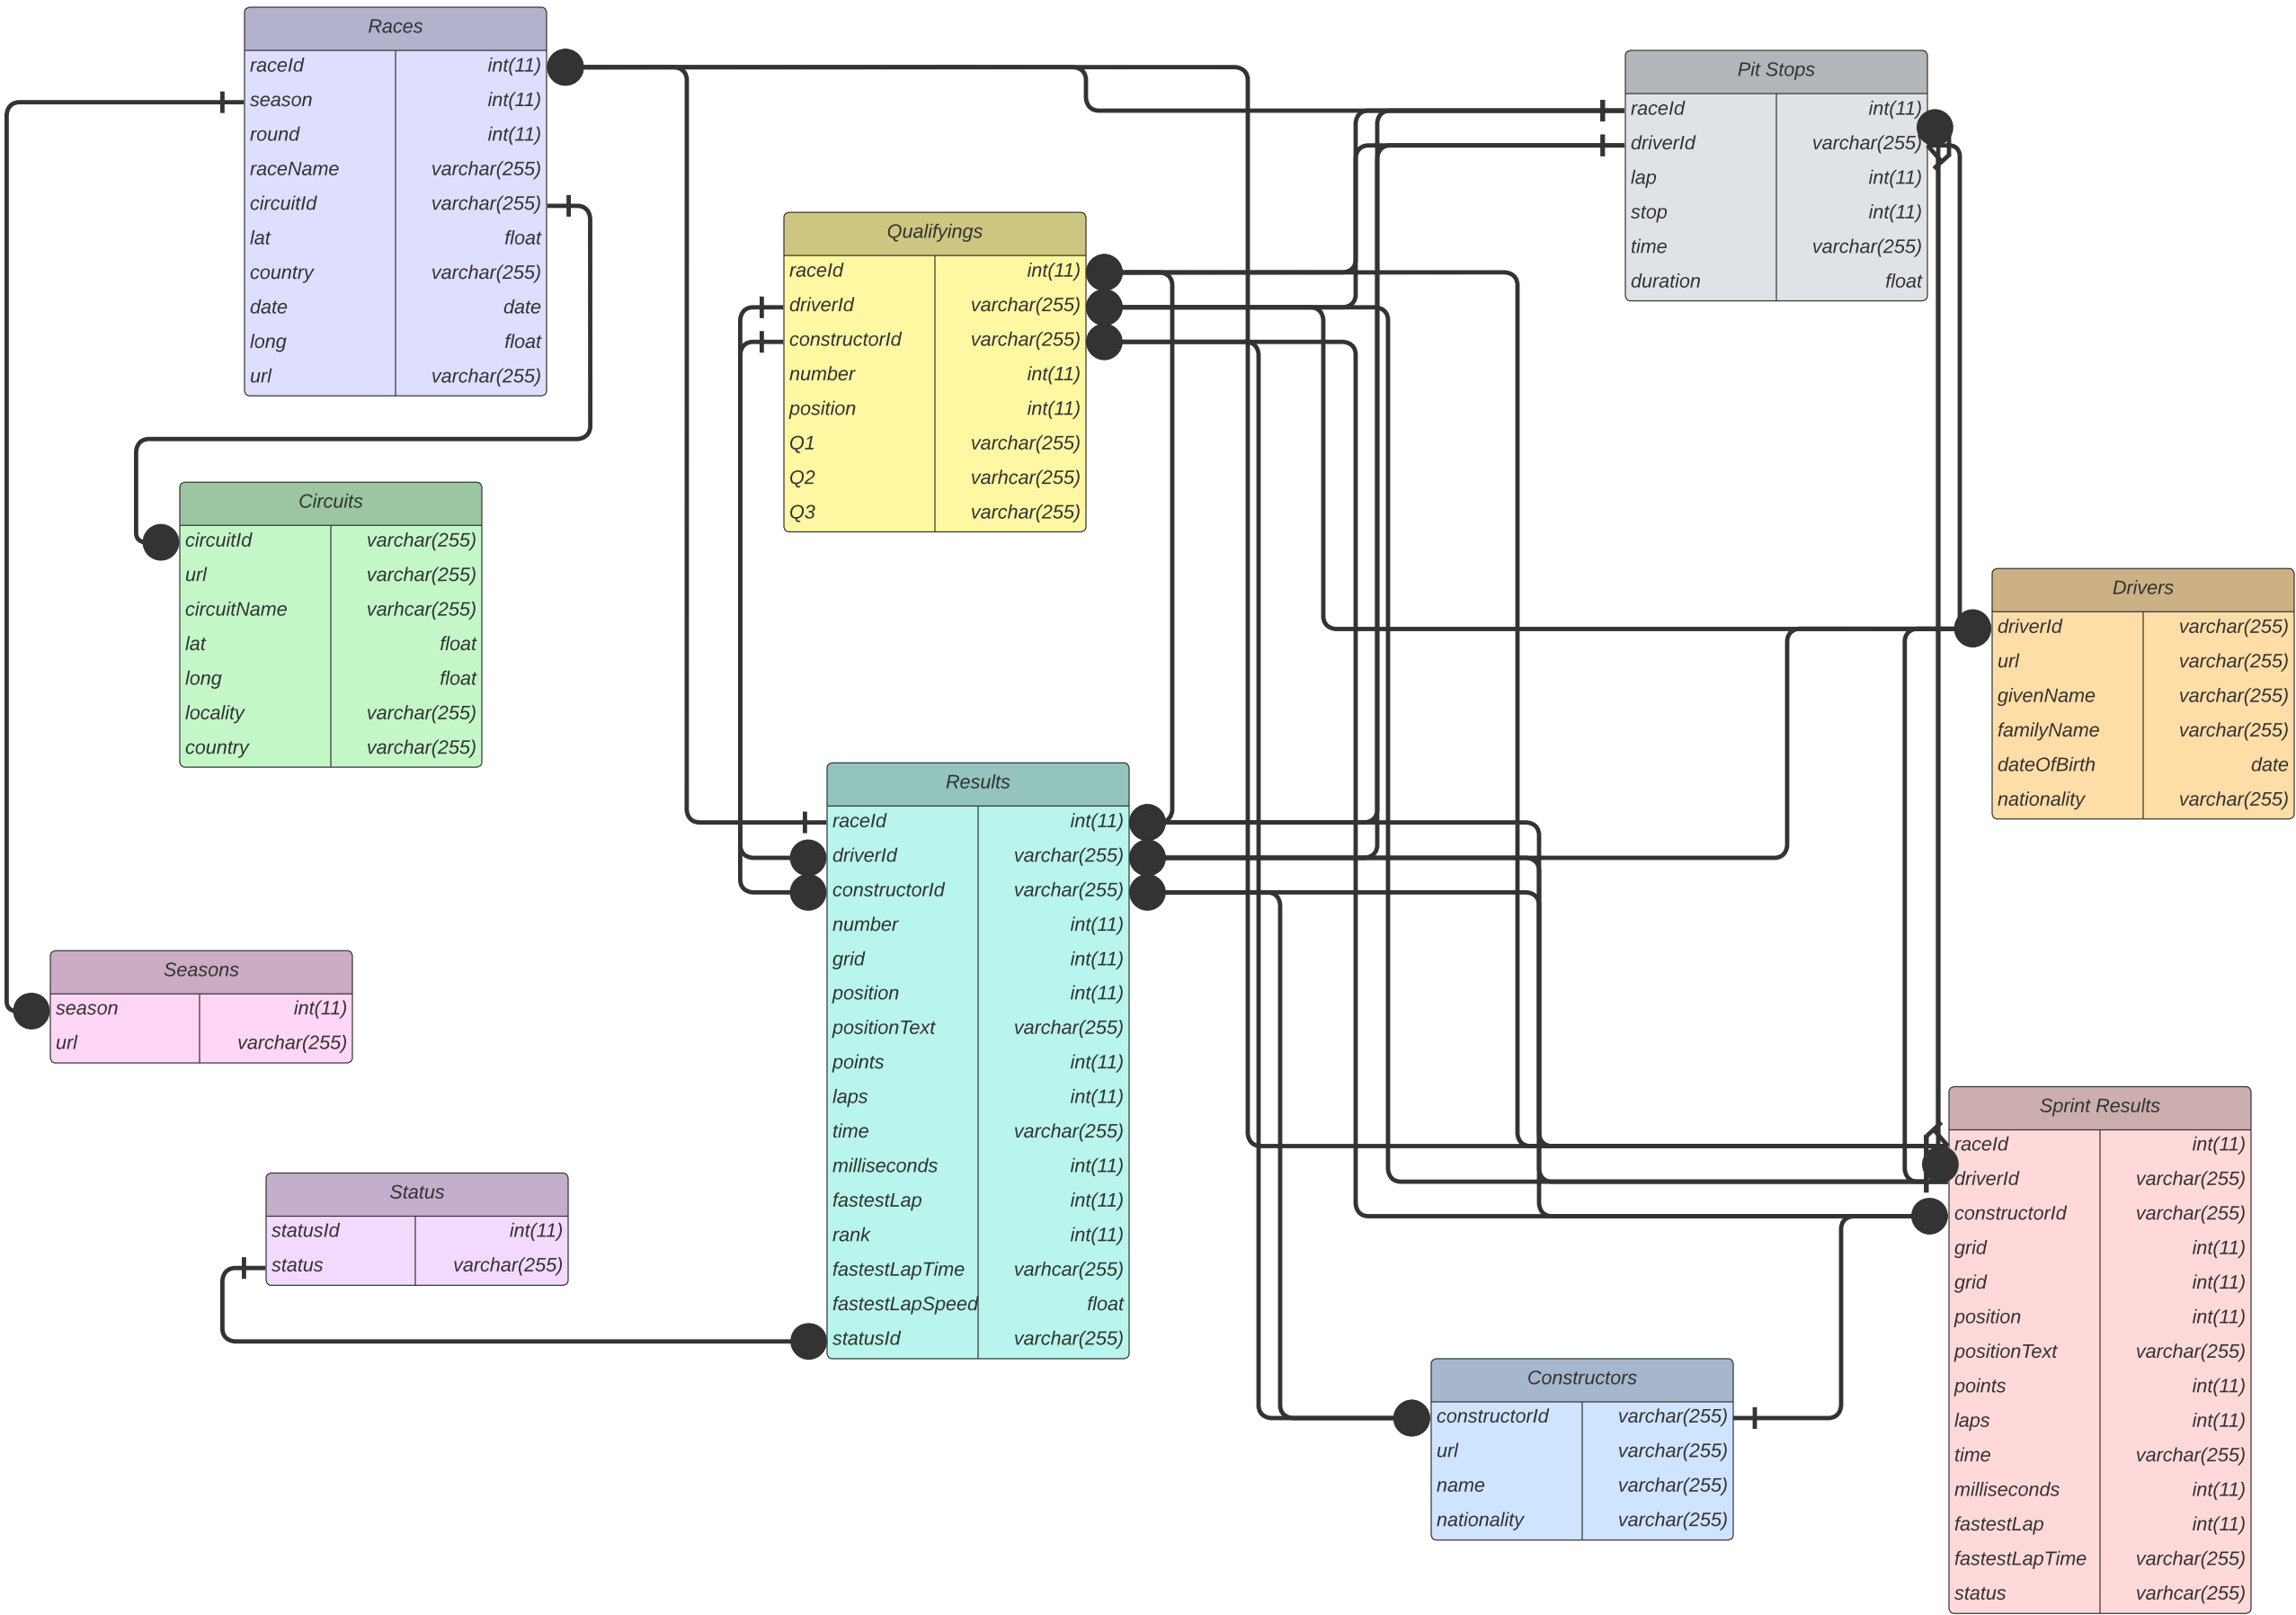 Races
raceId int(11)
season int(11)
round int(11)
raceName varchar(255)
circuitId varchar(255)
lat float
country varchar(255)
date date
long float
url varchar(255)
Pit Stops
raceId int(11)
driverId varchar(255)
lap int(11)
stop int(11)
time varchar(255)
duration float
Qualifyings
raceId int(11)
driverId varchar(255)
constructorId varchar(255)
number int(11)
position int(11)
Q1 varchar(255)
Q2 varhcar(255)
Q3 varchar(255)
Circuits
circuitId varchar(255)
url varchar(255)
circuitName varhcar(255)
lat float
long float
locality varchar(255)
country varchar(255)
Drivers
driverId varchar(255)
url varchar(255)
givenName varchar(255)
familyName varchar(255)
dateOfBirth date
nationality varchar(255)
Results
raceId int(11)
driverId varchar(255)
constructorId varchar(255)
number int(11)
grid int(11)
position int(11)
positionText varchar(255)
points int(11)
laps int(11)
time varchar(255)
milliseconds int(11)
fastestLap int(11)
rank int(11)
fastestLapTime varhcar(255)
fastestLapSpeed float
statusId varchar(255)
Seasons
season int(11)
url varchar(255)
Status
statusId int(11)
status varchar(255)
Sprint Results
raceId int(11)
driverId varchar(255)
constructorId varchar(255)
grid int(11)
grid int(11)
position int(11)
positionText varchar(255)
points int(11)
laps int(11)
time varchar(255)
milliseconds int(11)
fastestLap int(11)
fastestLapTime varchar(255)
status varhcar(255)
Constructors
constructorId varchar(255)
url varchar(255)
name varchar(255)
nationality varchar(255)